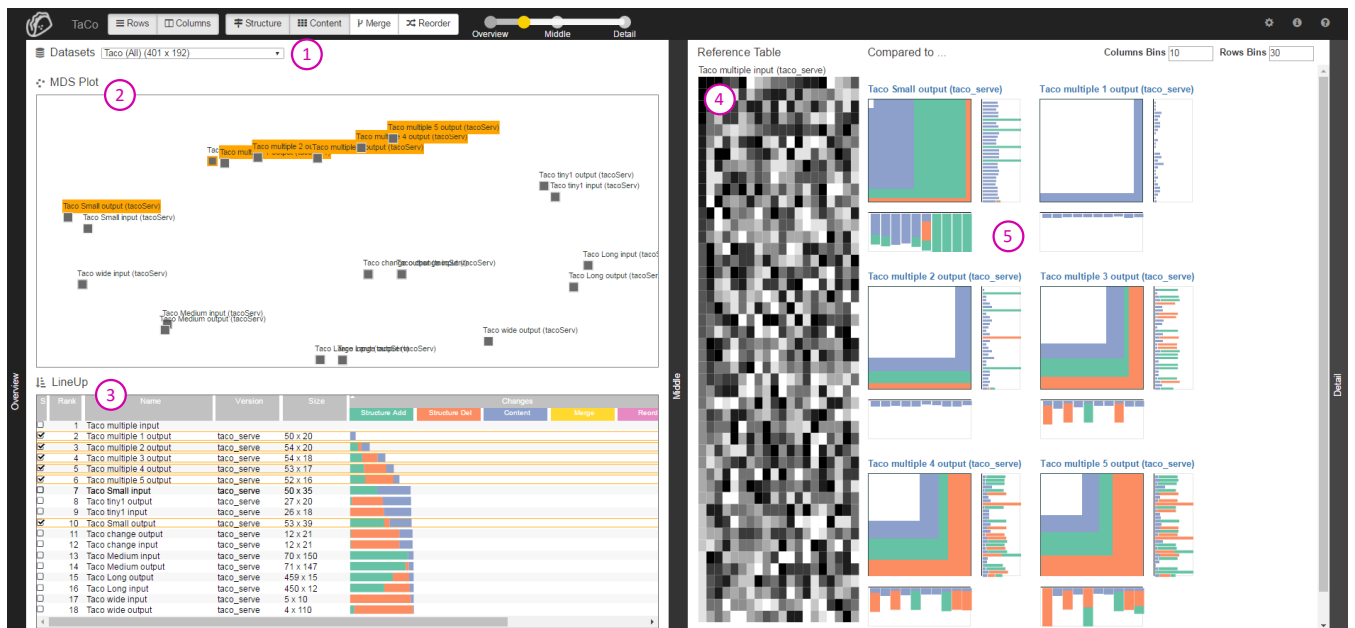 TaCo Rows Columns Structure Content Merge Reorder
Overview Middle Detail
Datasets Taco (All) (401 x 192)
1
MDS Plot
2
Taco multiple 5 output (tacoServ)
Taco tiny1 output (tacoServ)
Taco tiny1 input (tacoServ)
Taco Small output (tacoServ)
Taco Small input (tacoServ)
Taco Long input (tacoS
Taco Long output (tacoSer
Taco wide input (tacoServ)
Taco Medium input (tacoServ)
Taco Medium output (tacoServ)
Taco wide output (tacoServ)
LineUp
3
S Rank Name Version Size Changes
Structure Add Structure Del Content Merge Reord
1 Taco multiple input
2 Taco multiple 1 output taco_serve 50 x 20
3 Taco multiple 2 output taco_serve 54 x 20
4 Taco multiple 3 output taco_serve 54 x 18
5 Taco multiple 4 output taco_serve 53 x 17
6 Taco multiple 5 output taco_serve 52 x 16
7 Taco Small input taco_serve 50 x 35
8 Taco tiny1 output taco_serve 27 x 20
9 Taco tiny1 input taco_serve 26 x 18
10 Taco Small output taco_serve 53 x 39
11 Taco change output taco_serve 12 x 21
12 Taco change input taco_serve 12 x 21
13 Taco Medium input taco_serve 70 x 150
14 Taco Medium output taco_serve 71 x 147
15 Taco Long output taco_serve 459 x 15
16 Taco Long input taco_serve 450 x 12
17 Taco wide input taco_serve 5 x 10
18 Taco wide output taco_serve 4 x 110
Overview
Middle
Reference Table
Taco multiple input (taco_serve)
4
Compared to ...
Columns Bins 10 Rows Bins 30
Taco Small output (taco_serve)
Taco multiple 1 output (taco_serve)
5
Taco multiple 2 output (taco_serve)
Taco multiple 3 output (taco_serve)
Taco multiple 4 output (taco_serve)
Taco multiple 5 output (taco_serve)
Detail